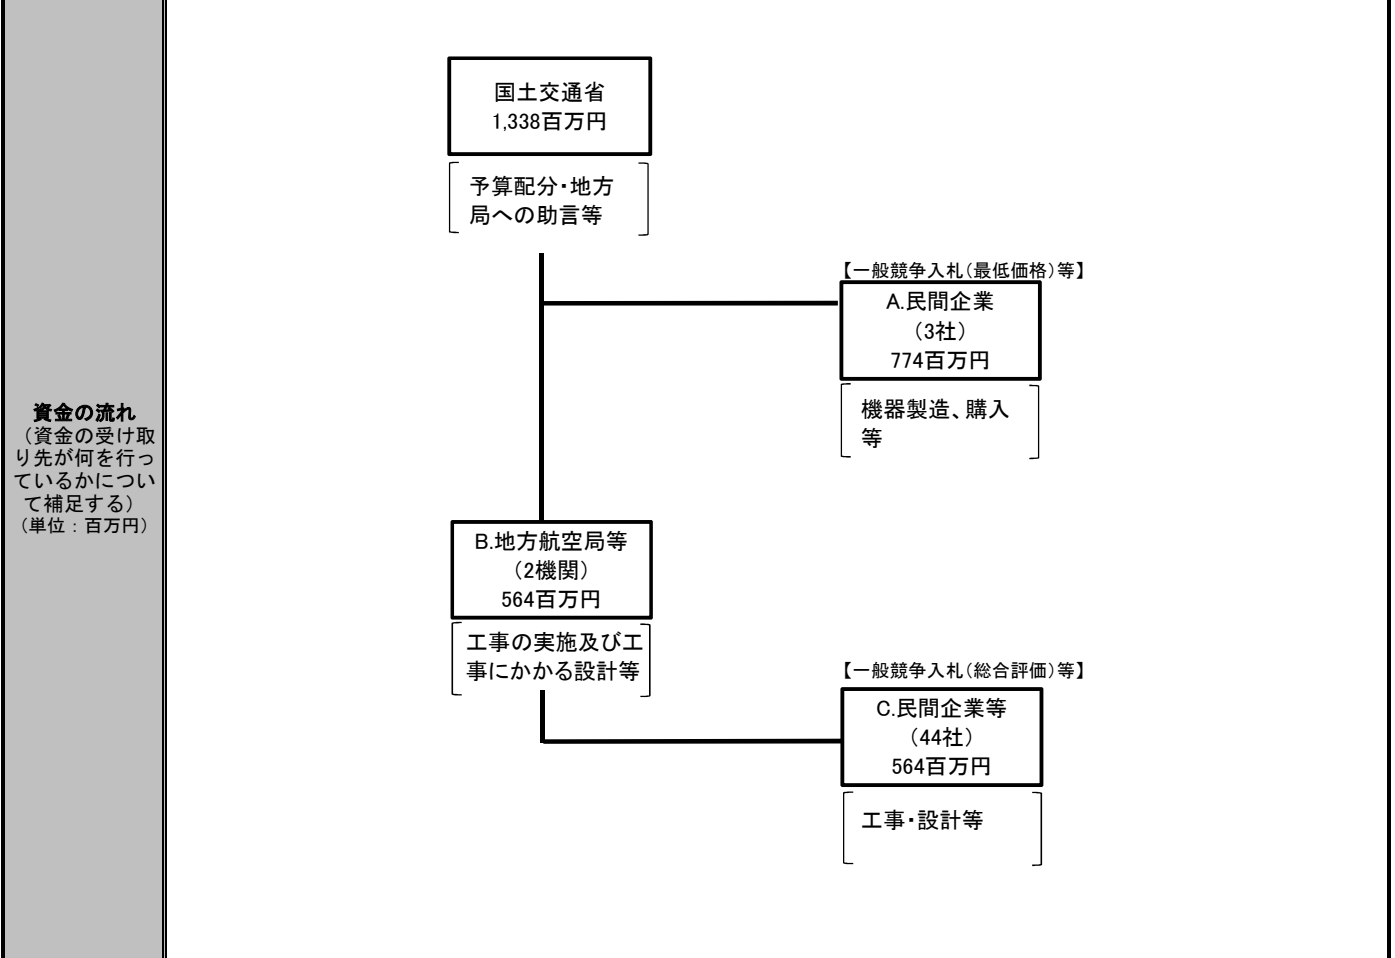 資金の流れ
（資金の受け取
り先が何を行っ
ているかについ
て補足する）
（単位：百万円）
国土交通省
1,338百万円
予算配分・地方
局への助言等
【一般競争入札（最低価格）等】
A.民間企業
（3社）
774百万円
機器製造、購入
等
B.地方航空局等
（2機関）
564百万円
工事の実施及び工
事にかかる設計等
【一般競争入札（総合評価）等】
C.民間企業等
（44社）
564百万円
工事・設計等